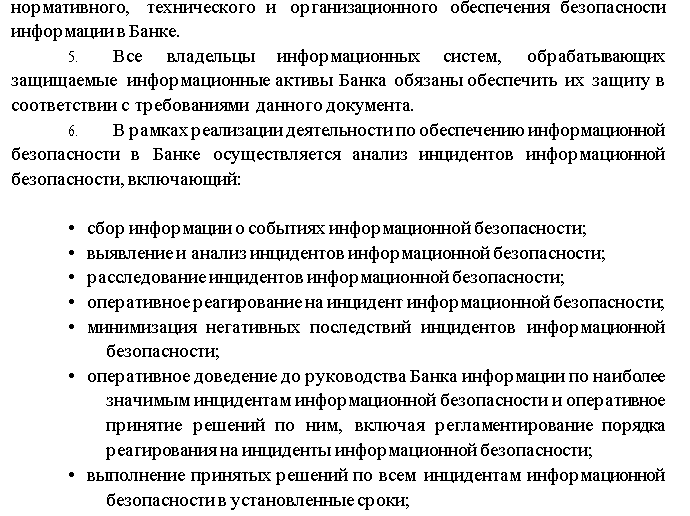 нормативного, технического и организационного обеспечения безопасности
информации в Банке.
5. Все владельцы информационных систем, обрабатывающих
защищаемые информационные активы Банка обязаны обеспечить их защиту в
соответствии с требованиями данного документа.
6. В рамках реализации деятельности по обеспечению информационной
безопасности в Банке осуществляется анализ инцидентов информационной
безопасности, включающий:
• сбор информации о событиях информационной безопасности;
• выявление и анализ инцидентов информационной безопасности;
• расследование инцидентов информационной безопасности;
• оперативное реагирование на инцидент информационной безопасности;
• минимизация негативных последствий инцидентов информационной
безопасности;
• оперативное доведение до руководства Банка информации по наиболее
значимым инцидентам информационной безопасности и оперативное
принятие решений по ним, включая регламентирование порядка
реагирования на инциденты информационной безопасности;
• выполнение принятых решений по всем инцидентам информационной
безопасности в установленные сроки;